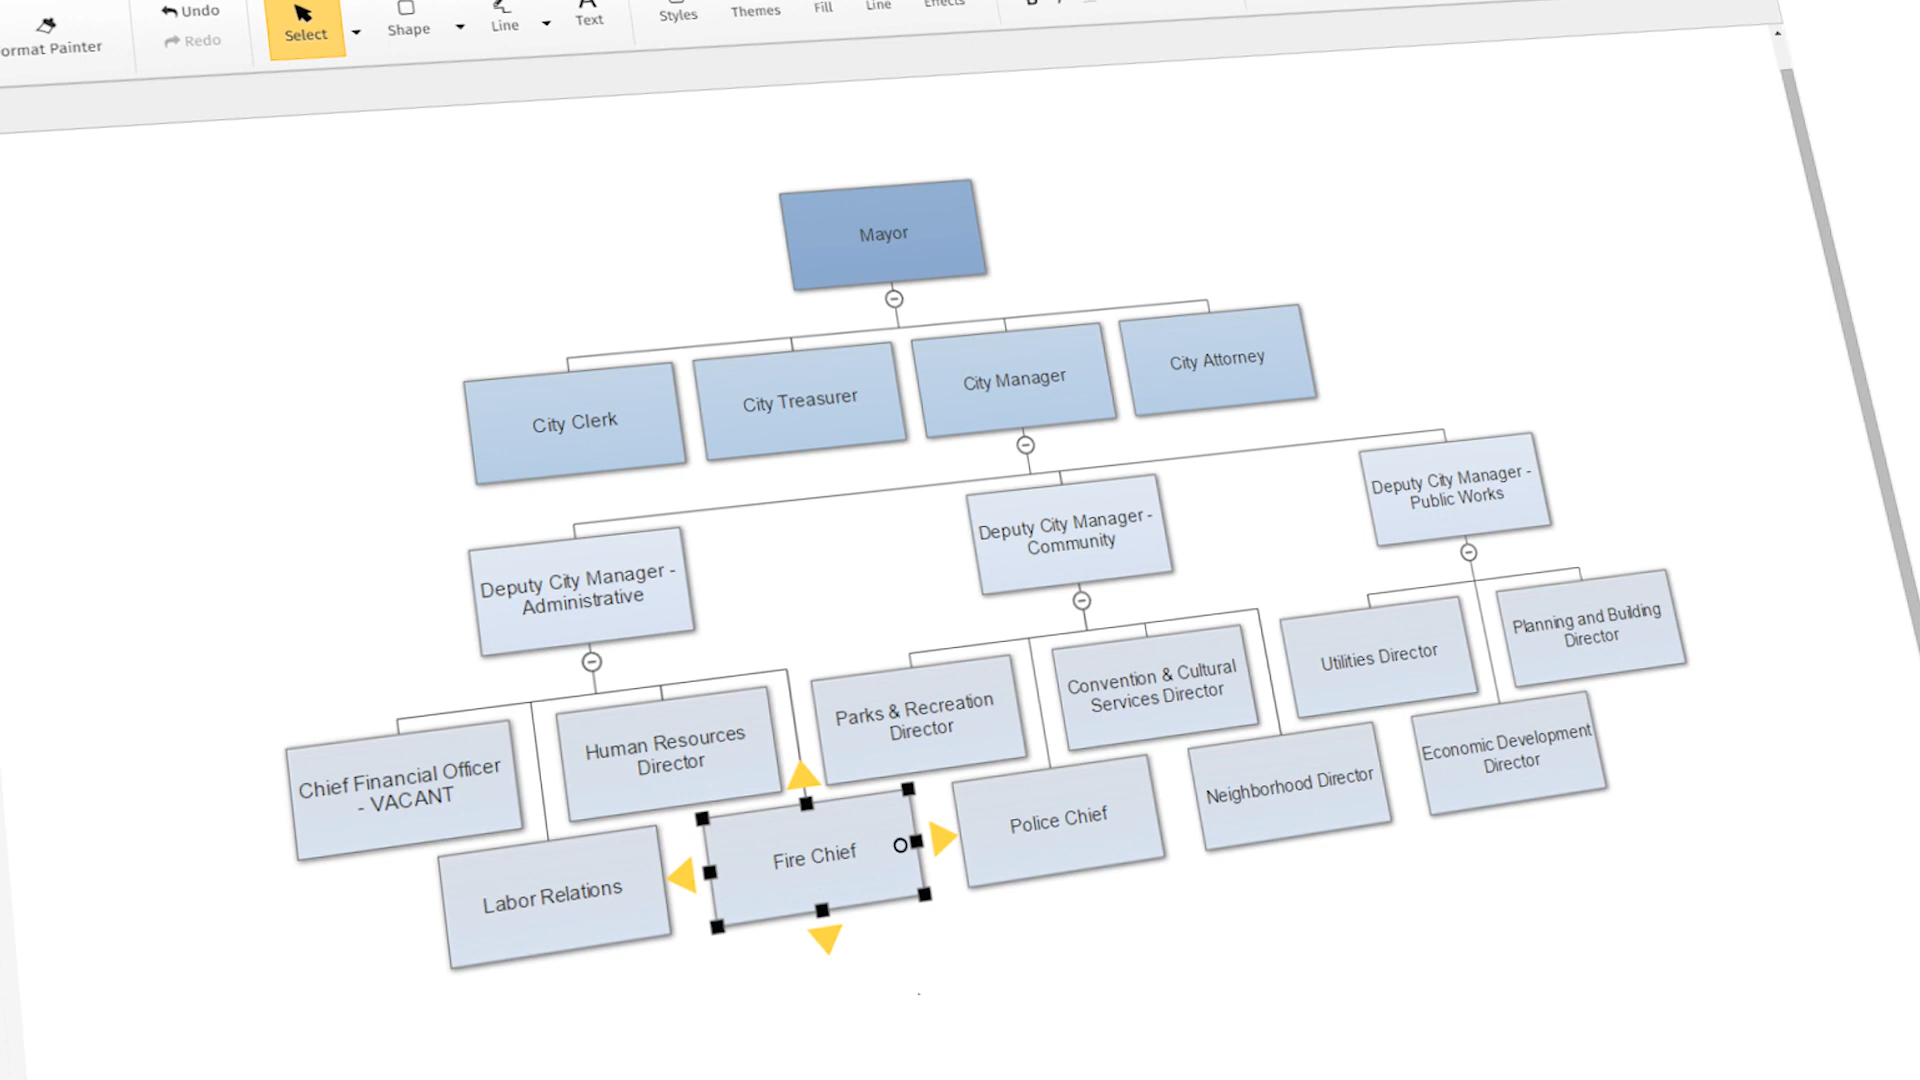 Format Painter
Undo
Redo
Select
Shape
Line
Text
Styles
Themes
Fill
Line
Effects
Mayor
City Clerk
City Treasurer
City Manager
City Attorney
Deputy City Manager -
Administrative
Deputy City Manager -
Community
Deputy City Manager -
Public Works
Chief Financial Officer
- VACANT
Human Resources
Director
Parks & Recreation
Director
Convention & Cultural
Services Director
Utilities Director
Planning and Building
Director
Labor Relations
Fire Chief
Police Chief
Neighborhood Director
Economic Development
Director